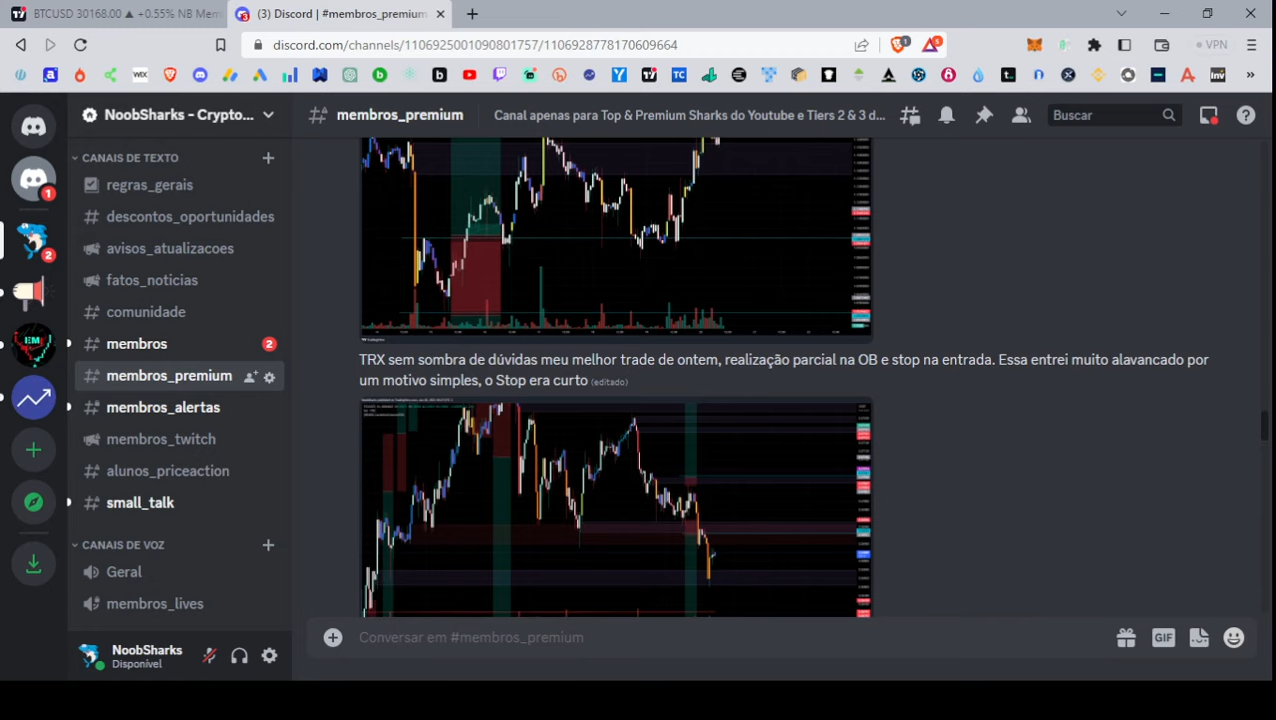 BTCUSD 30168.00 ▲ +0.55% NB Mem
(3) Discord | #membros_premium
discord.com/channels/1106925001090801757/1106928778170609664
1
5
VPN
NoobSharks - Crypto...
membros_premium
Canal apenas para Top & Premium Sharks do Youtube e Tiers 2 & 3 d...
Buscar
CANAIS DE TEXTO
regras_gerais
descontos_oportunidades
avisos_atualizacoes
fatos_noticias
comunidade
membros
2
membros_premium
membros_alertas
membros_twitch
alunos_priceaction
small_talk
CANAIS DE VOZ
Geral
membros_lives
1
2
NoobSharks
Disponível
TRX sem sombra de dúvidas meu melhor trade de ontem, realização parcial na OB e stop na entrada. Essa entrei muito alavancado por
um motivo simples, o Stop era curto (editado)
Conversar em #membros_premium
GIF